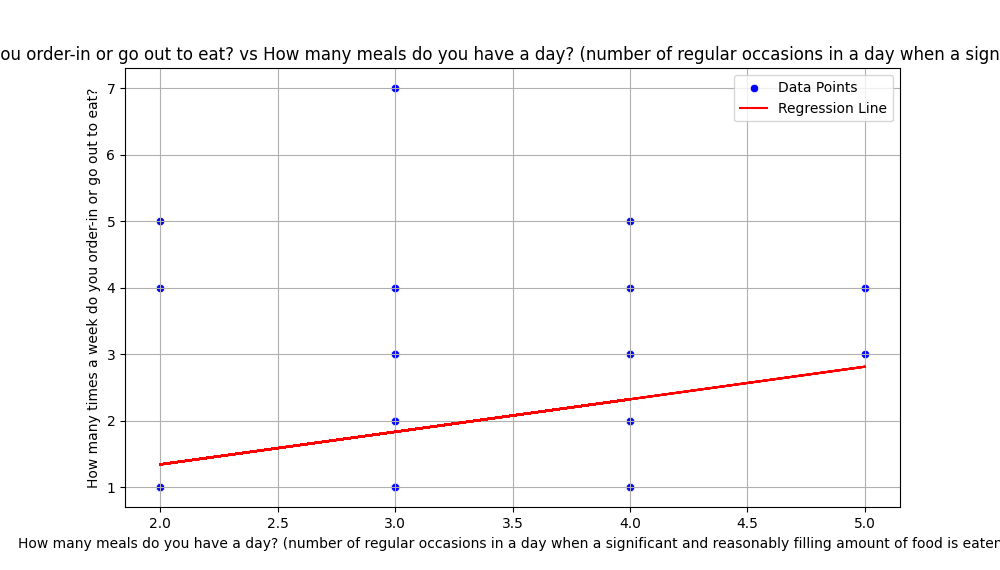 ou order-in or go out to eat? vs How many meals do you have a day? (number of regular occasions in a day when a sign
Data Points
Regression Line
How many times a week do you order-in or go out to eat?
7
6
5
4
3
2
1
2.0 2.5 3.0 3.5 4.0 4.5 5.0
How many meals do you have a day? (number of regular occasions in a day when a significant and reasonably filling amount of food is eaten